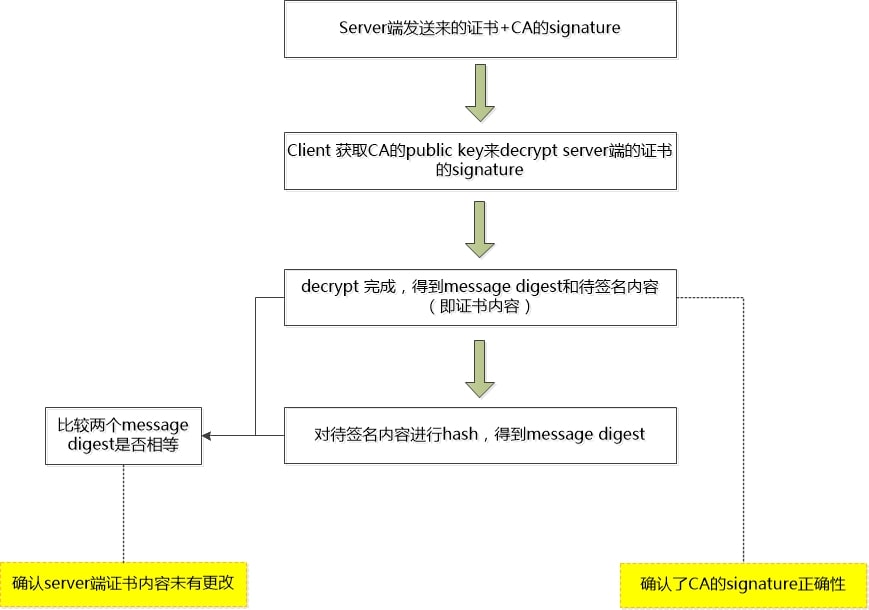 Server端发送来的证书+CA的signature
Client 获取CA的public key来decrypt server端的证书
的signature
decrypt 完成，得到message digest和待签名内容
（即证书内容）
比较两个message
digest是否相等
对待签名内容进行hash，得到message digest
确认server端证书内容未有更改
确认了CA的signature正确性